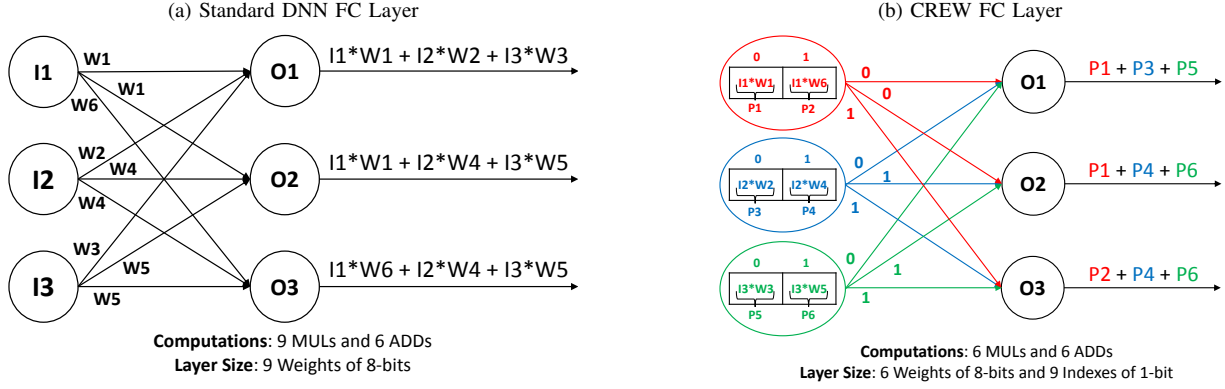 (a) Standard DNN FC Layer
I1
W1
W1
W6
O1
I1*W1 + I2*W2 + I3*W3
I2
W2
W4
W4
O2
I1*W1 + I2*W4 + I3*W5
I3
W3
W5
W5
O3
I1*W6 + I2*W4 + I3*W5
Computations: 9 MULs and 6 ADDs
Layer Size: 9 Weights of 8-bits
(b) CREW FC Layer
0 1
I1*W1 I1*W6
P1 P2
0
0
1
O1
P1 + P3 + P5
0 1
I2*W2 I2*W4
P3 P4
0
1
1
O2
P1 + P4 + P6
0 1
I3*W3 I3*W5
P5 P6
0
1
1
O3
P2 + P4 + P6
Computations: 6 MULs and 6 ADDs
Layer Size: 6 Weights of 8-bits and 9 Indexes of 1-bit